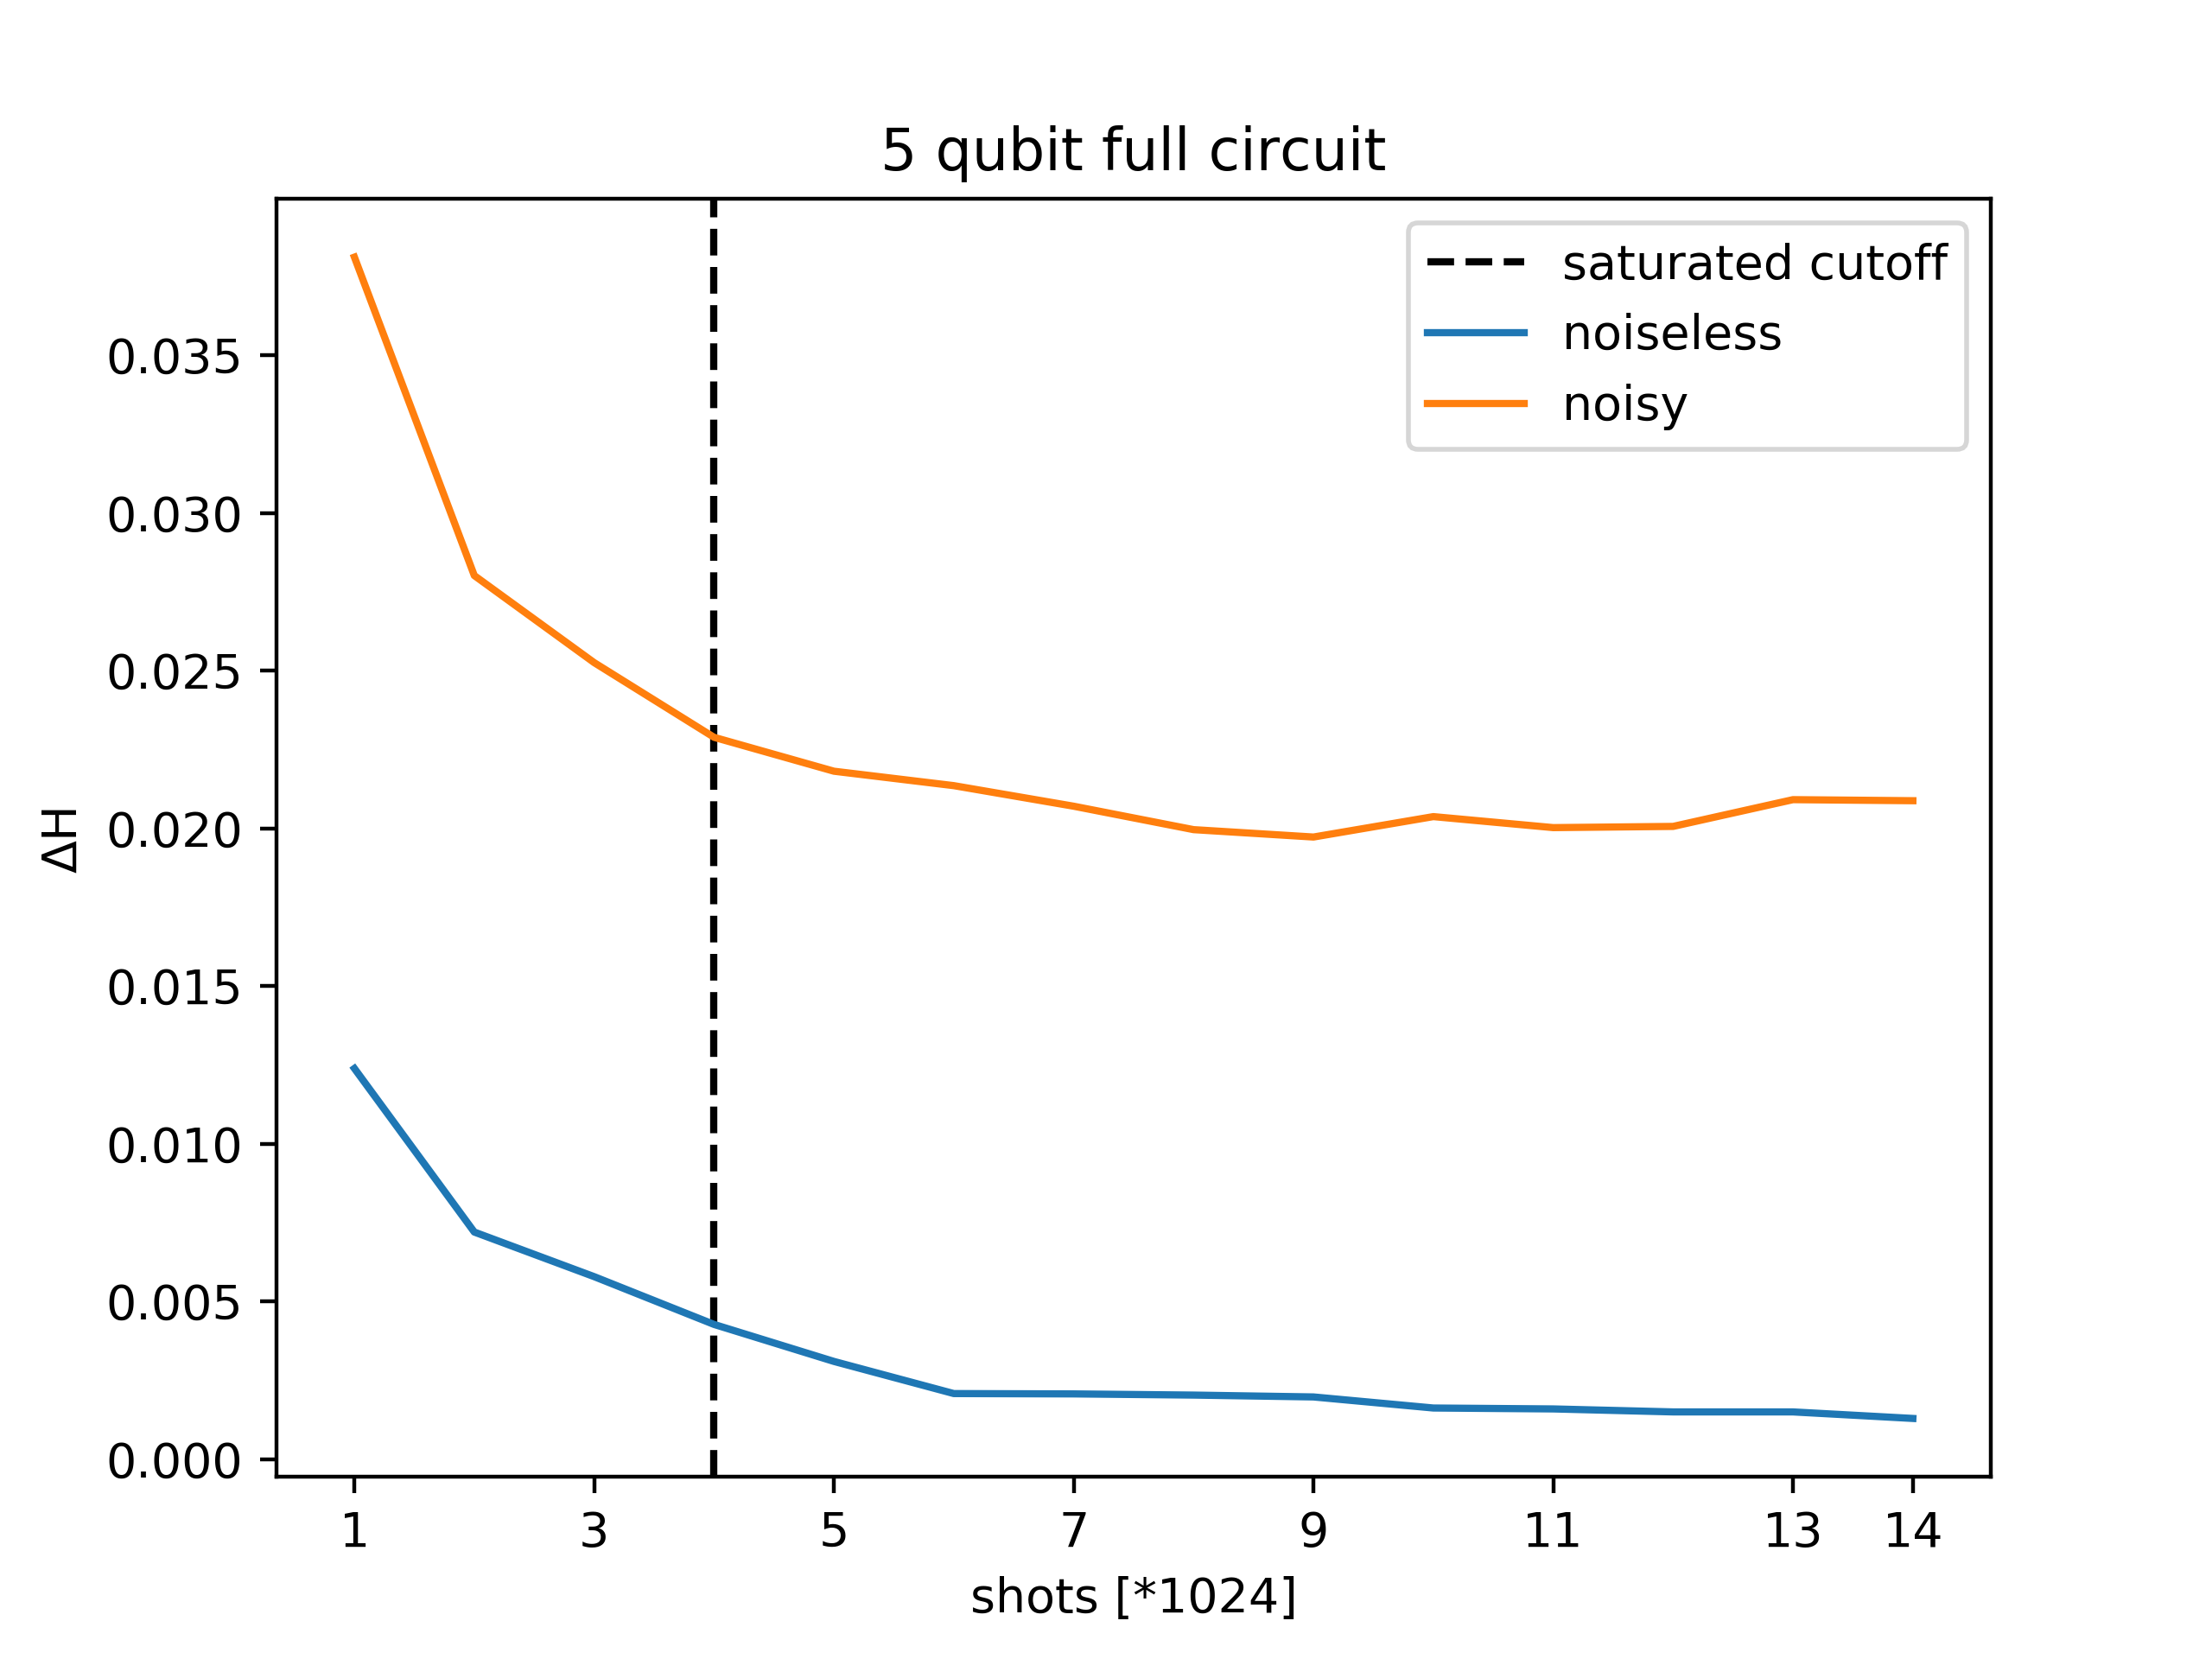 5 qubit full circuit
saturated cutoff
noiseless
noisy
0.035
0.030
0.025
0.020
0.015
0.010
0.005
0.000
ΔH
1 3 5 7 9 11 13 14
shots [*1024]